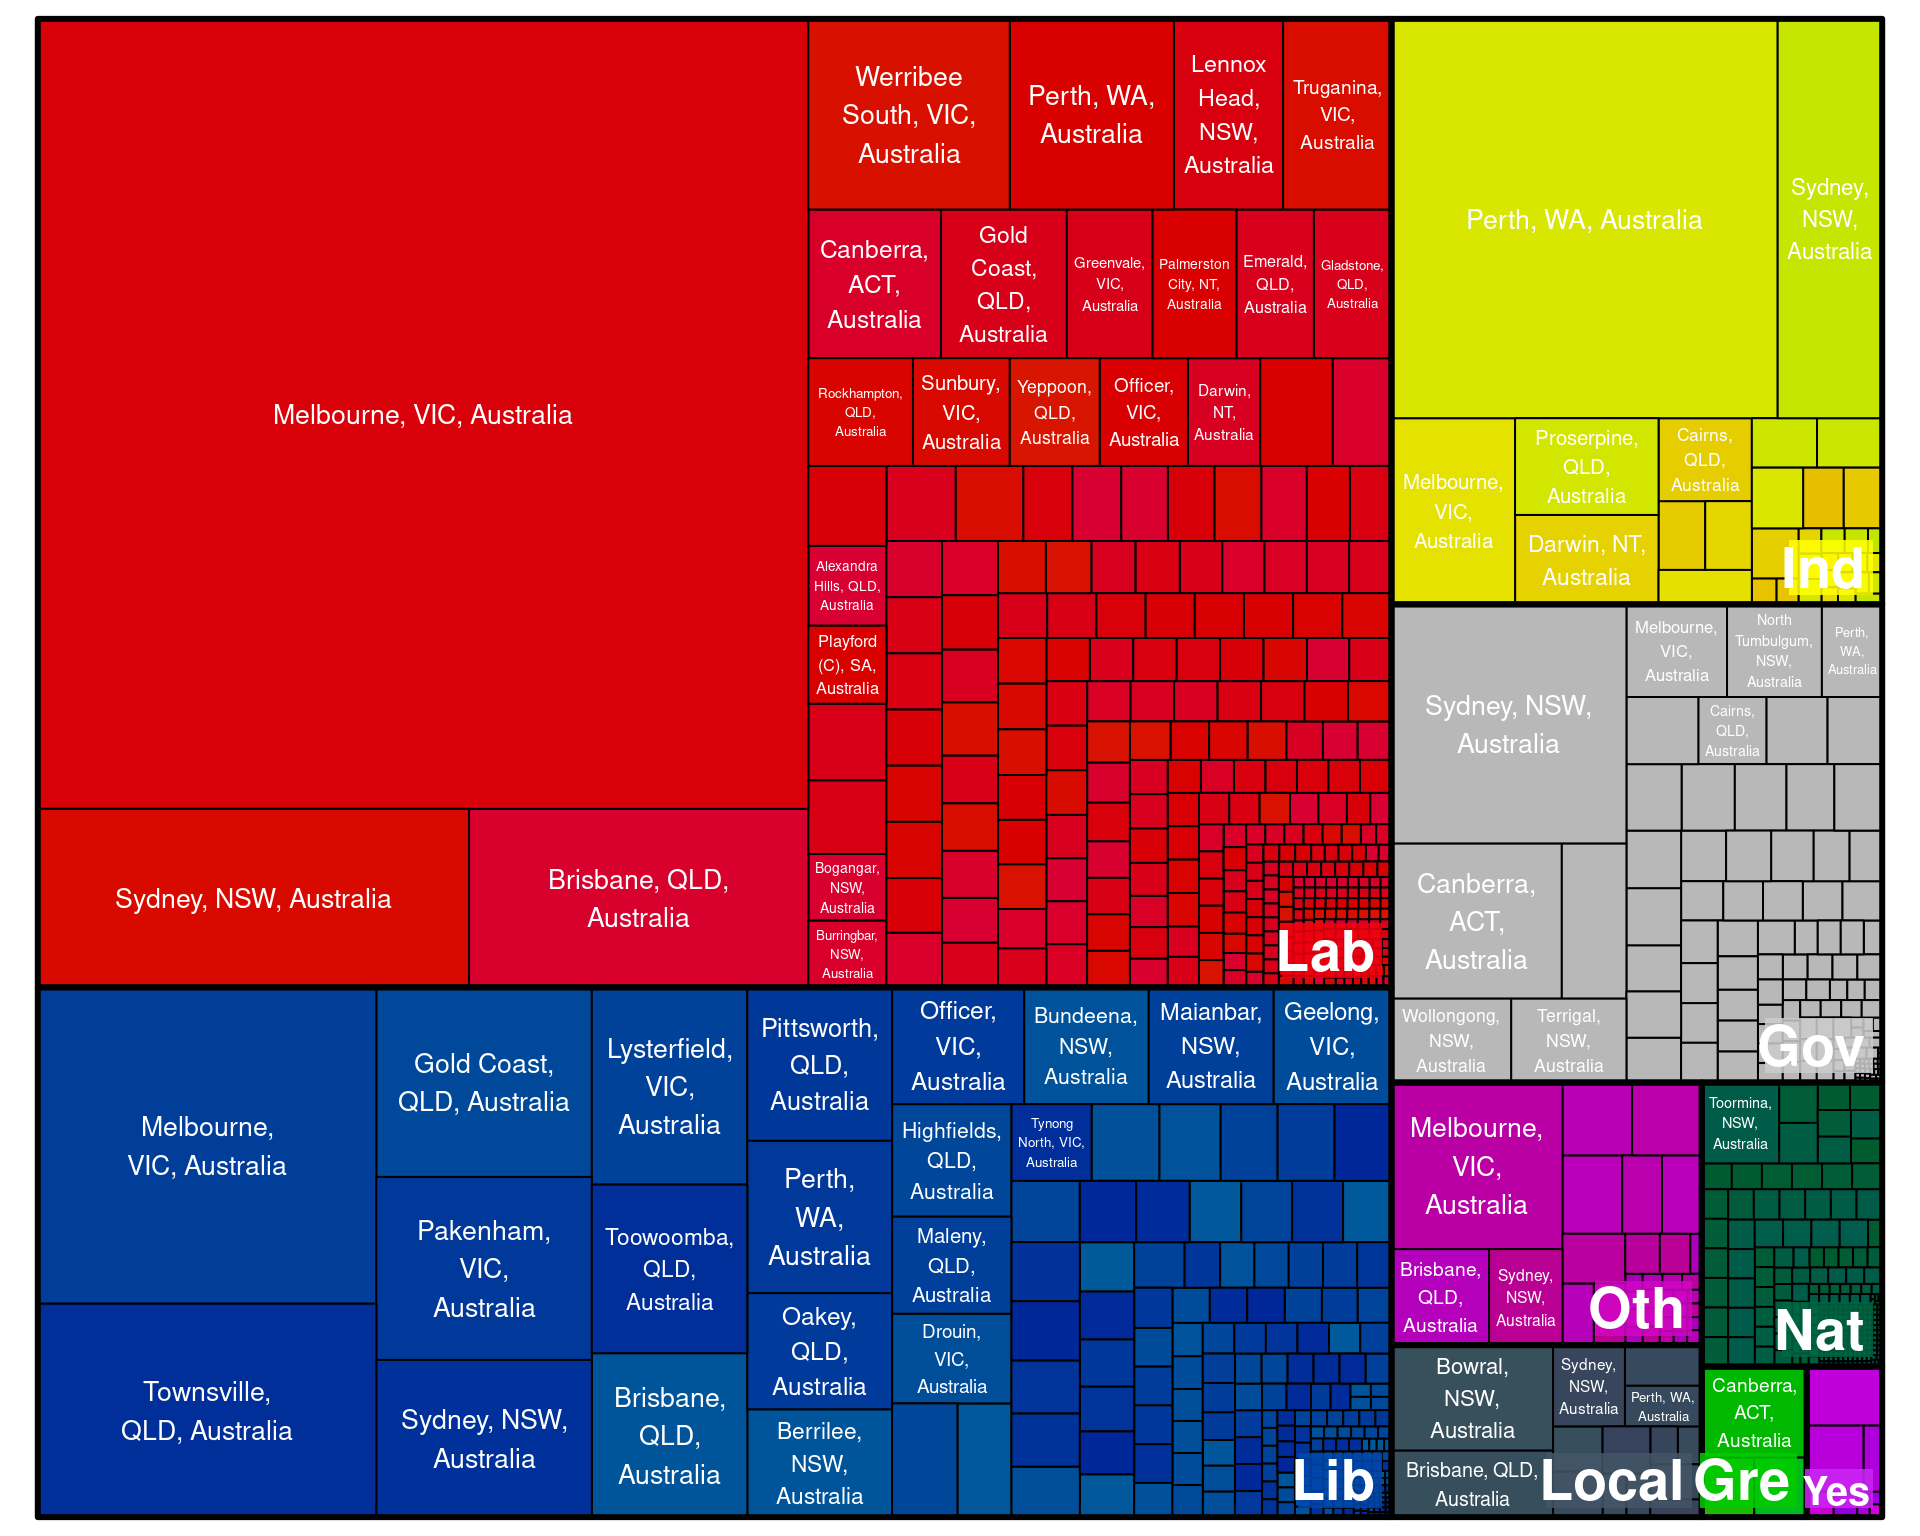 Melbourne, VIC, Australia
Sydney, NSW, Australia
Brisbane, QLD,
Australia
Werribee
South, VIC,
Australia
Perth, WA,
Australia
Lennox
Head,
NSW,
Australia
Truganina,
VIC,
Australia
Canberra,
ACT,
Australia
Gold
Coast,
QLD,
Australia
Greenvale,
VIC,
Australia
Palmerston
City, NT,
Australia
Emerald,
QLD,
Australia
Gladstone,
QLD,
Australia
Rockhampton,
QLD,
Australia
Sunbury,
VIC,
Australia
Yeppoon,
QLD,
Australia
Officer,
VIC,
Australia
Darwin,
NT,
Australia
Alexandra
Hills, QLD,
Australia
Playford
(C), SA,
Australia
Bogangar,
NSW,
Australia
Burringbar,
NSW,
Australia
Lab
Perth, WA, Australia
Sydney,
NSW,
Australia
Melbourne,
VIC,
Australia
Proserpine,
QLD,
Australia
Darwin, NT,
Australia
Cairns,
QLD,
Australia
Ind
Sydney, NSW,
Australia
Melbourne,
VIC,
Australia
North
Tumbulgum,
NSW,
Australia
Perth,
WA,
Australia
Cairns,
QLD,
Australia
Canberra,
ACT,
Australia
Wollongong,
NSW,
Australia
Terrigal,
NSW,
Australia
Gov
Melbourne,
VIC, Australia
Townsville,
QLD, Australia
Gold Coast,
QLD, Australia
Pakenham,
VIC,
Australia
Sydney, NSW,
Australia
Lysterfield,
VIC,
Australia
Toowoomba,
QLD,
Australia
Brisbane,
QLD,
Australia
Pittsworth,
QLD,
Australia
Perth,
WA,
Australia
Oakey,
QLD,
Australia
Berrilee,
NSW,
Australia
Officer,
VIC,
Australia
Bundeena,
NSW,
Australia
Maianbar,
NSW,
Australia
Geelong,
VIC,
Australia
Highfields,
QLD,
Australia
Tynong
North, VIC,
Australia
Maleny,
QLD,
Australia
Drouin,
VIC,
Australia
Lib
Melbourne,
VIC,
Australia
Brisbane,
QLD,
Australia
Sydney,
NSW,
Australia
Oth
Toormina,
NSW,
Australia
Nat
Bowral,
NSW,
Australia
Sydney,
NSW,
Australia
Perth, WA,
Australia
Brisbane, QLD,
Australia
Local
Canberra,
ACT,
Australia
Gre
Yes